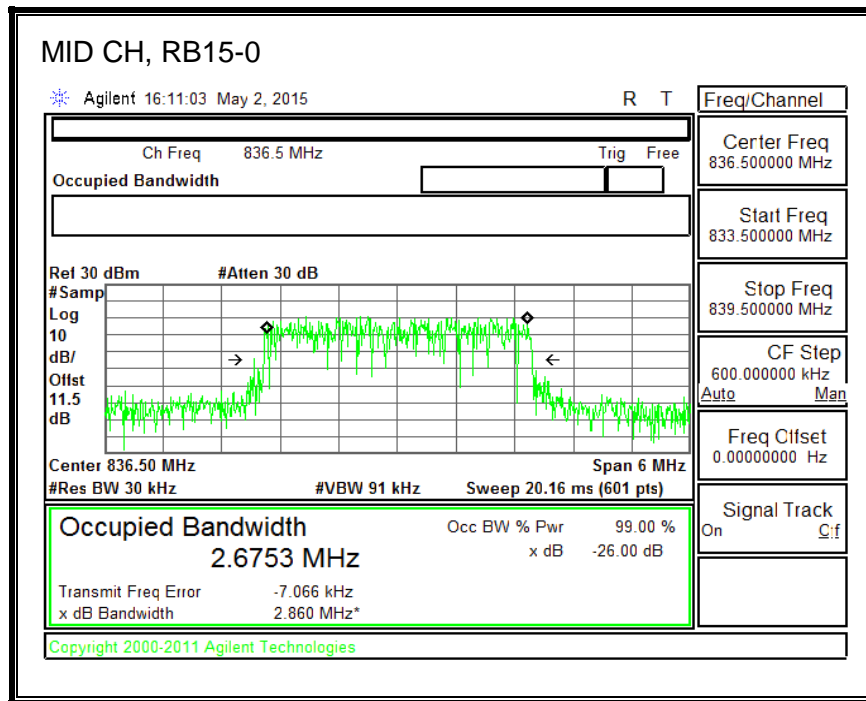 MID CH, RB15-0
Agilent 16:11:03 May 2, 2015 R T
Freq/Channel
Ch Freq 836.5 MHz Trig Free
Occupied Bandwidth
Center Freq
836.500000 MHz
Start Freq
833.500000 MHz
Stop Freq
839.500000 MHz
CF Step
600.000000 kHz
Auto Man
Freq Offset
0.00000000 Hz
Signal Track
On Off
Ref 30 dBm #Atten 30 dB
#Samp
Log
10
dB/
Offst
11.5
dB
Center 836.50 MHz Span 6 MHz
#Res BW 30 kHz #VBW 91 kHz Sweep 20.16 ms (601 pts)
Occupied Bandwidth Occ BW % Pwr 99.00 %
2.6753 MHz x dB -26.00 dB
Transmit Freq Error -7.066 kHz
x dB Bandwidth 2.860 MHz*
Copyright 2000-2011 Agilent Technologies